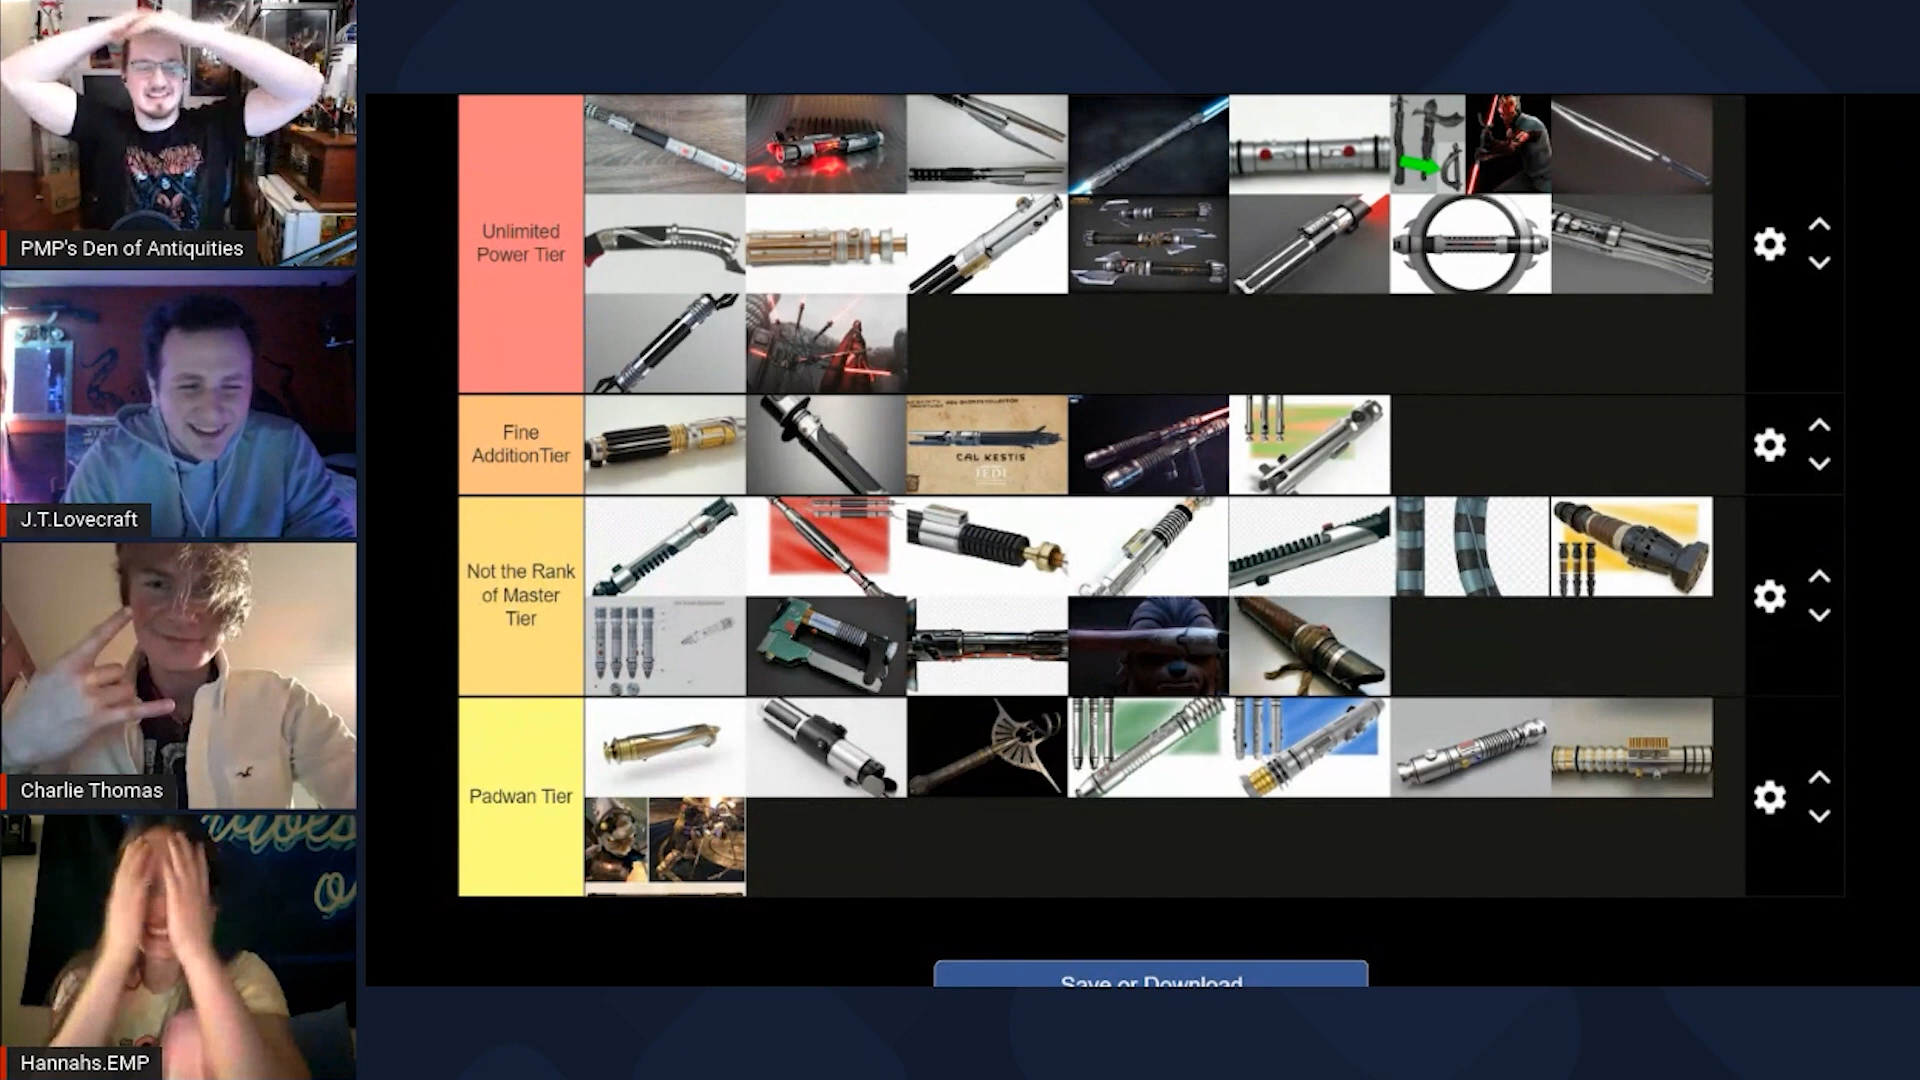 PMP's Den of Antiquities
J.T.Lovecraft
Charlie Thomas
Hannahs.EMP
Unlimited
Power Tier
Fine
AdditionTier
CAL KESTIS
JEDI
Not the Rank
of Master
Tier
Padwan Tier
Save or Download